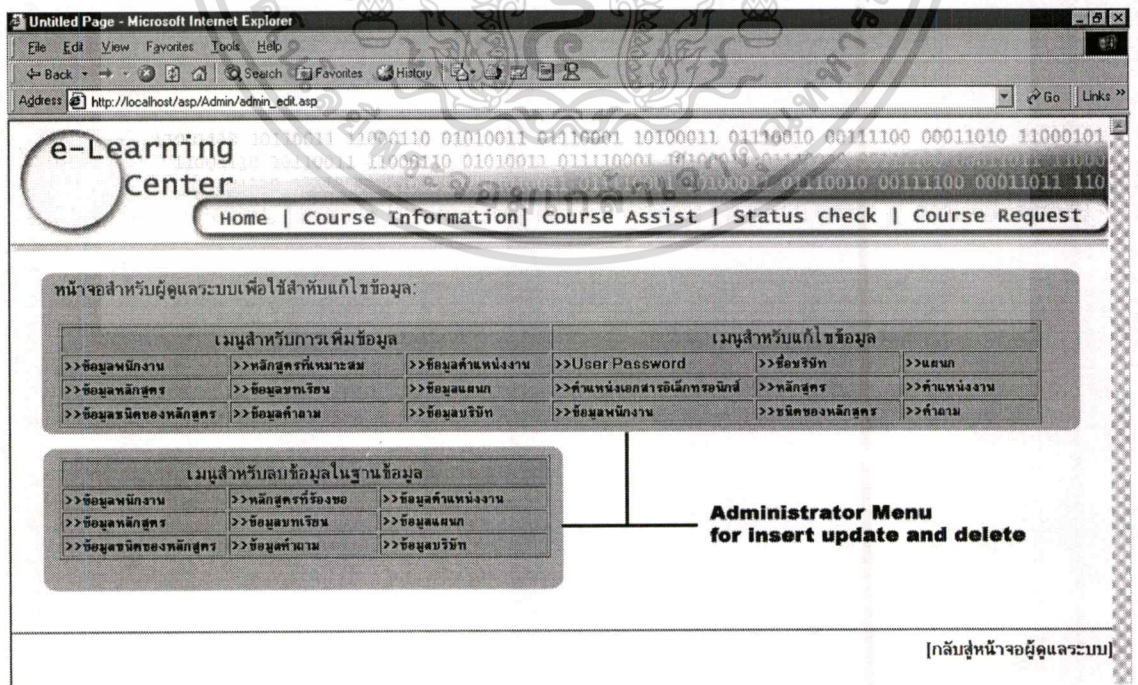 Untitled Page - Microsoft Internet Explorer
File Edit View Favorites Tools Help
Back Search Favorites History
Address http://localhost/asp/Admin/admin_edit.asp Go Links »
e-Learning
Center
Home | Course Information| Course Assist | Status check | Course Request
หน้าจอสำหรับผู้ดูแลระบบเพื่อใช้สำหับแก้ไขข้อมูล:
เมนูสำหรับการเพิ่มข้อมูล เมนูสำหรับแก้ไขข้อมูล
>>ข้อมูลพนักงาน >>หลักสูตรที่เหมาะสม >>ข้อมูลตำแหน่งงาน >>User Password >>ชื่อบริษัท >>แผนก
>>ข้อมูลหลักสูตร >>ข้อมูลบทเรียน >>ข้อมูลแผนก >>ตำแหน่งเอกสารอิเล็กทรอนิกส์ >>หลักสูตร >>ตำแหน่งงาน
>>ข้อมูลชนิดของหลักสูตร >>ข้อมูลคำถาม >>ข้อมูลบริษัท >>ข้อมูลพนักงาน >>ชนิดของหลักสูตร >>คำถาม
เมนูสำหรับลบข้อมูลในฐานข้อมูล
>>ข้อมูลพนักงาน >>หลักสูตรที่ร้องขอ >>ข้อมูลตำแหน่งงาน
>>ข้อมูลหลักสูตร >>ข้อมูลบทเรียน >>ข้อมูลแผนก
>>ข้อมูลชนิดของหลักสูตร >>ข้อมูลคำถาม >>ข้อมูลบริษัท
Administrator Menu
for insert update and delete
[กลับสู่หน้าจอผู้ดูแลระบบ]